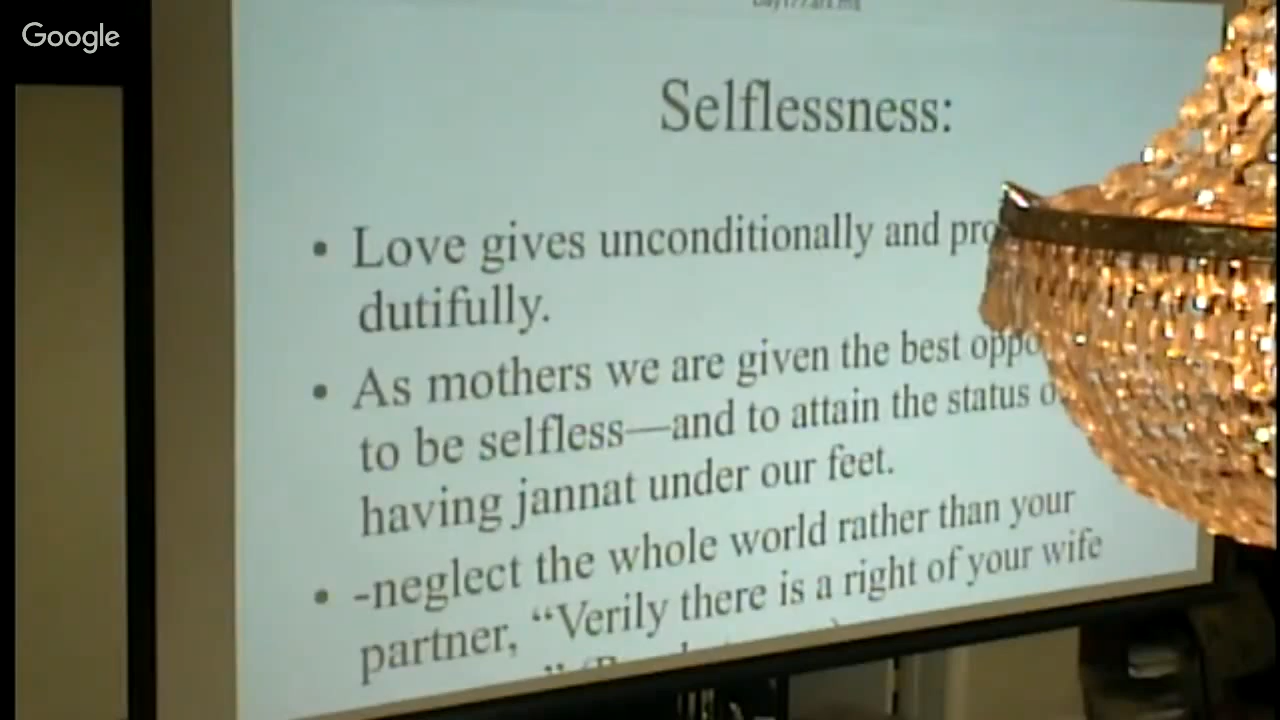 Google
Selflessness:
• Love gives unconditionally and
dutifully.
• As mothers we are given the best
to be selfless—and to attain the status
having jannat under our feet.
• -neglect the whole world rather than your
partner, “Verily there is a right of your wife